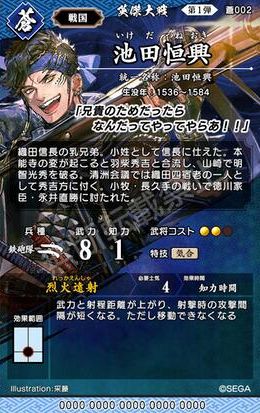 蒼
戦国
英傑大戦
第1弾
蒼002
いけだ つねおき
池田恒興
統一名称:池田恒興
生没年:1536~1584
「兄貴のためだったら
なんだってやってやらあ!!」
織田信長の乳兄弟。小姓として信長に仕えた。本
能寺の変が起こると羽柴秀吉と合流し、山崎で明
智光秀を破る。清洲会議では織田四宿老の一人と
して秀吉方に付く。小牧・長久手の戦いで徳川家
臣・永井直勝に討たれた。
兵種
武力
知力
武将コスト
鉄砲隊
8
1
特技
気合
れっかえんしゃ
烈火遠射
必要士気
4
効果時間
知力時間
効果範囲
武力と射程距離が上がり、射撃時の攻撃間
隔が短くなる。ただし移動できなくなる
Illustration:采藤
©SEGA
0000-0000-0000-0000-0000